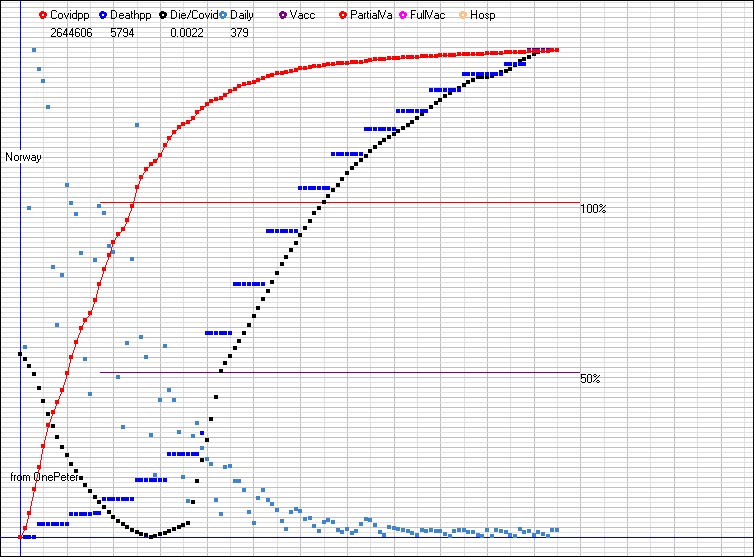 Covidpp Deathpp Die/Covid Daily Vacc PartialVa FullVac Hosp
2644606 5794 0.0022 379
Norway
100%
50%
from OnePeter